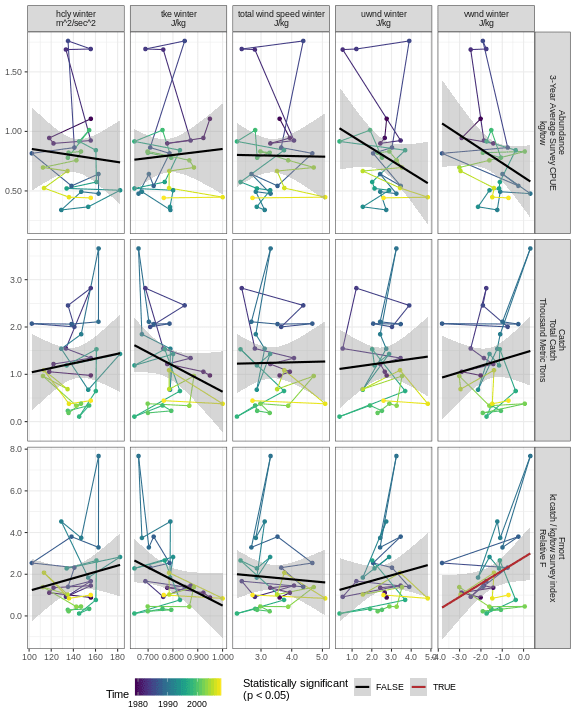 hcly winter
m^2/sec^2
tke winter
J/kg
total wind speed winter
J/kg
uwnd winter
J/kg
vwnd winter
J/kg
1.50
1.00
0.50
Abundance
3-Year Average Survey CPUE
kg/tow
3.0
2.0
1.0
0.0
Catch
Total Catch
Thousand Metric Tons
8.0
6.0
4.0
2.0
0.0
Fmort
kt catch / kg/tow survey index
Relative F
100 120 140 160 180
0.700 0.800 0.900 1.000
3.0 4.0 5.0
1.0 2.0 3.0 4.0 5.0
-4.0 -3.0 -2.0 -1.0 0.0
Time
1980 1990 2000
Statistically significant
(p < 0.05)
FALSE TRUE